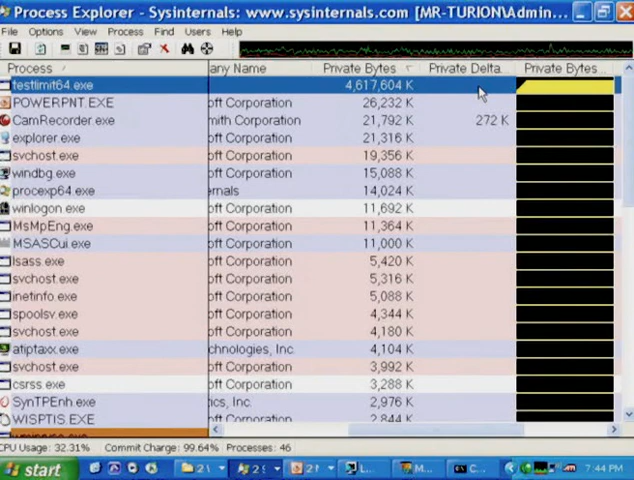 Process Explorer - Sysinternals: www.sysinternals.com [MR-TURION\Admin...
File Options View Process Find Users Help
Process any Name Private Bytes Private Delta... Private Bytes ...
testlimit64.exe 4,617,604 K
POWERPNT.EXE oft Corporation 26,232 K
CamRecorder.exe mith Corporation 21,792 K 272 K
explorer.exe oft Corporation 21,316 K
svchost.exe oft Corporation 19,356 K
windbg.exe oft Corporation 15,088 K
procexp64.exe rnals 14,024 K
winlogon.exe oft Corporation 11,692 K
MsMpEng.exe oft Corporation 11,364 K
MSASCui.exe oft Corporation 11,000 K
lsass.exe oft Corporation 5,420 K
svchost.exe oft Corporation 5,316 K
inetinfo.exe oft Corporation 5,088 K
spoolsv.exe oft Corporation 4,344 K
svchost.exe oft Corporation 4,180 K
atiptaxx.exe chnologies, Inc. 4,104 K
svchost.exe oft Corporation 3,992 K
csrss.exe oft Corporation 3,288 K
SynTPEnh.exe ics, Inc. 2,976 K
WISPTIS.EXE oft Corporation 2,844 K
CPU Usage: 32.31% Commit Charge: 99.64% Processes: 46
start 2 2 2 L... M... C... 7:44 PM